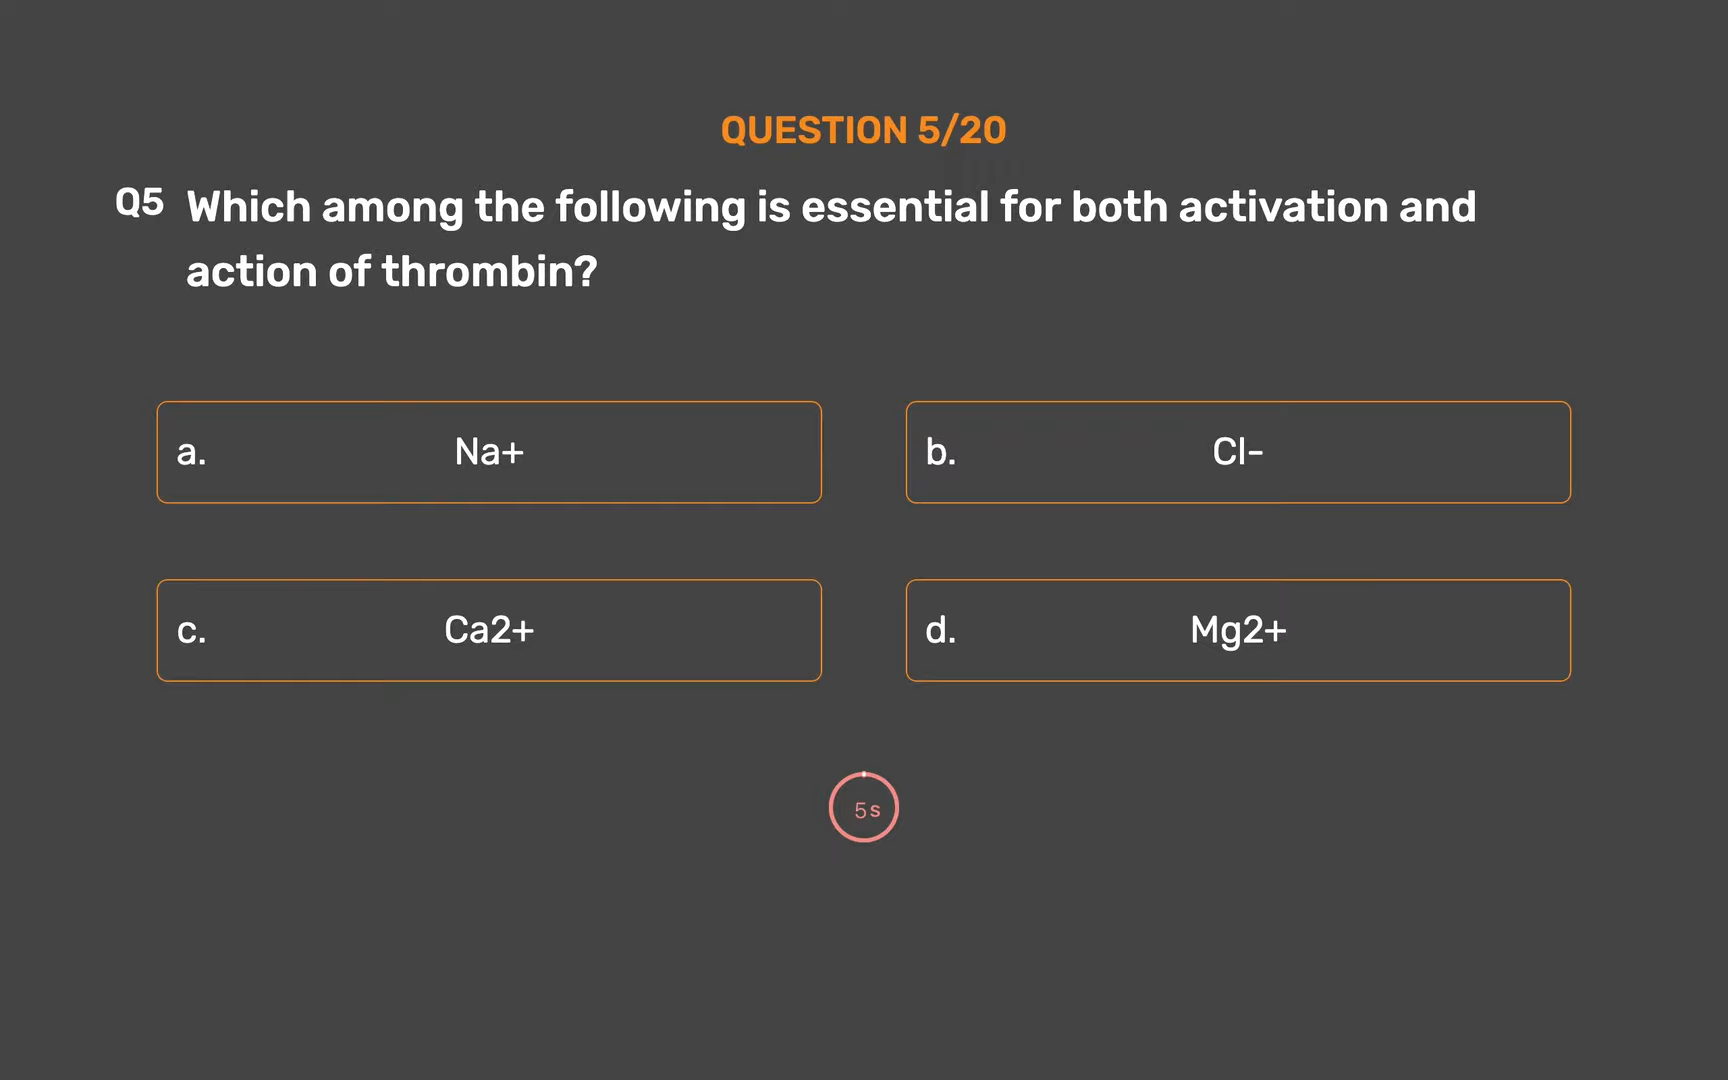 QUESTION 5/20
Q5 Which among the following is essential for both activation and
action of thrombin?
a. Na+
b. Cl-
c. Ca2+
d. Mg2+
5s